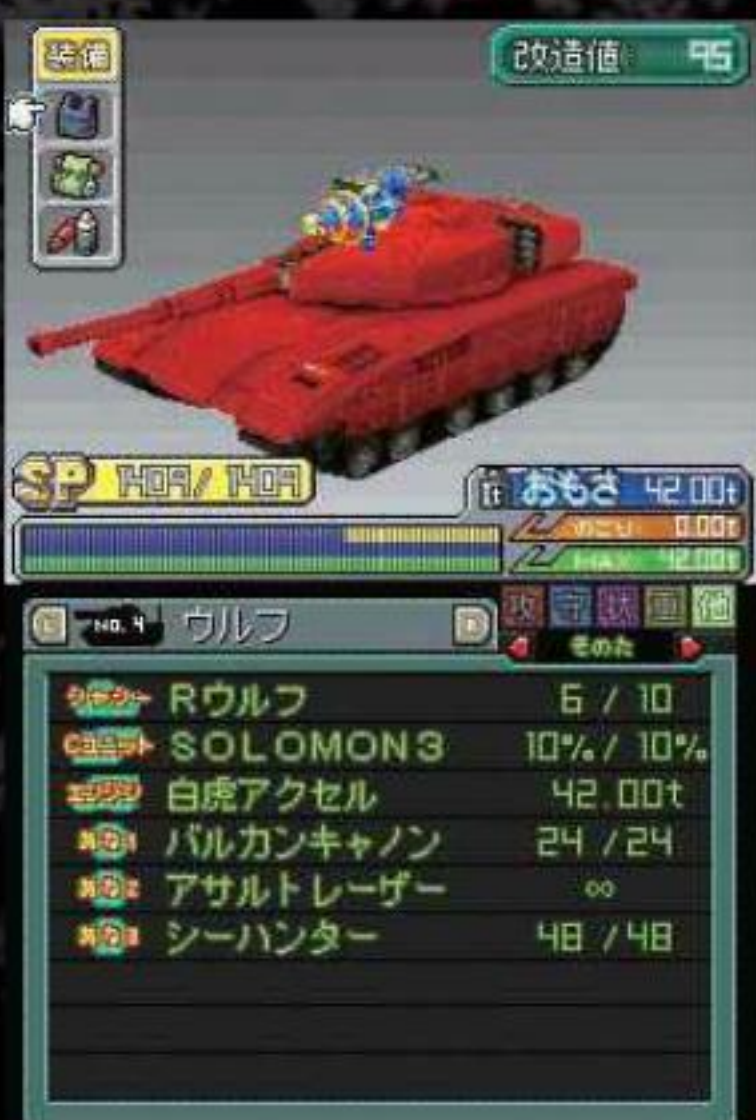 装備
改造値 95
SP 1409/1409
1t おもさ 42.00t
のこり 0.00t
MAX 42.00t
NO. 4 ウルフ
攻 守 状 他
そのた
シャシー Rウルフ 6 / 10
Cユニット SOLOMON3 10% / 10%
エンジン 白虎アクセル 42.00t
あな1 バルカンキャノン 24 /24
あな2 アサルトレーザー ∞
あな3 シーハンター 48 /48